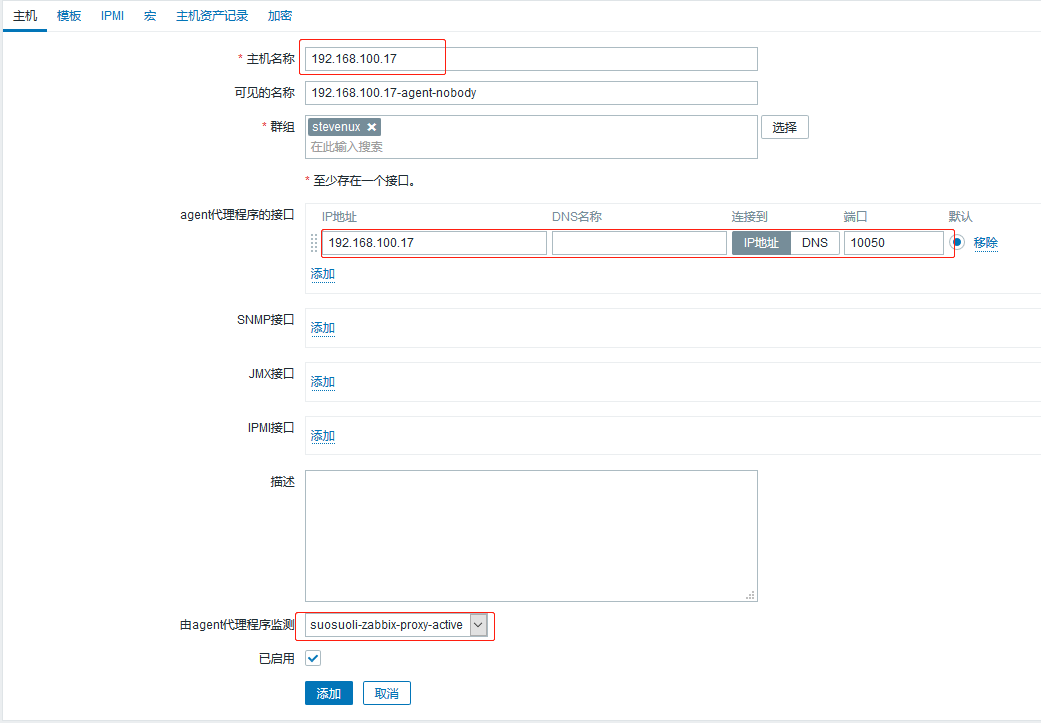 主机 模板 IPMI 宏 主机资产记录 加密
* 主机名称 192.168.100.17
可见的名称 192.168.100.17-agent-nobody
* 群组 stevenux × 选择
在此输入搜索
* 至少存在一个接口。
agent代理程序的接口 IP地址 DNS名称 连接到 端口 默认
192.168.100.17 IP地址 DNS 10050 移除
添加
SNMP接口 添加
JMX接口 添加
IPMI接口 添加
描述
由agent代理程序监测 suosuoli-zabbix-proxy-active
已启用
添加 取消